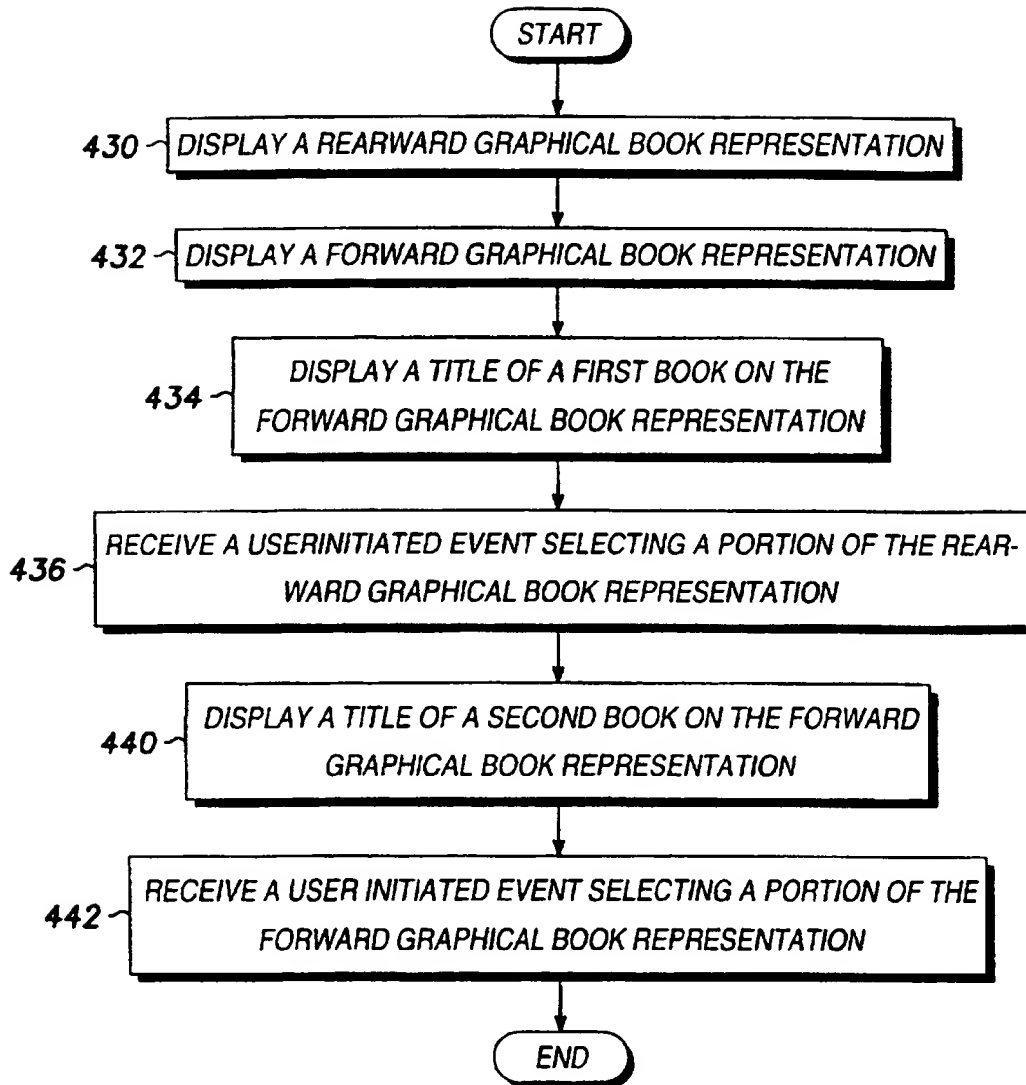 START
430 DISPLAY A REARWARD GRAPHICAL BOOK REPRESENTATION
432 DISPLAY A FORWARD GRAPHICAL BOOK REPRESENTATION
434 DISPLAY A TITLE OF A FIRST BOOK ON THE
FORWARD GRAPHICAL BOOK REPRESENTATION
436 RECEIVE A USERINITIATED EVENT SELECTING A PORTION OF THE REAR-
WARD GRAPHICAL BOOK REPRESENTATION
440 DISPLAY A TITLE OF A SECOND BOOK ON THE FORWARD
GRAPHICAL BOOK REPRESENTATION
442 RECEIVE A USER INITIATED EVENT SELECTING A PORTION OF THE
FORWARD GRAPHICAL BOOK REPRESENTATION
END